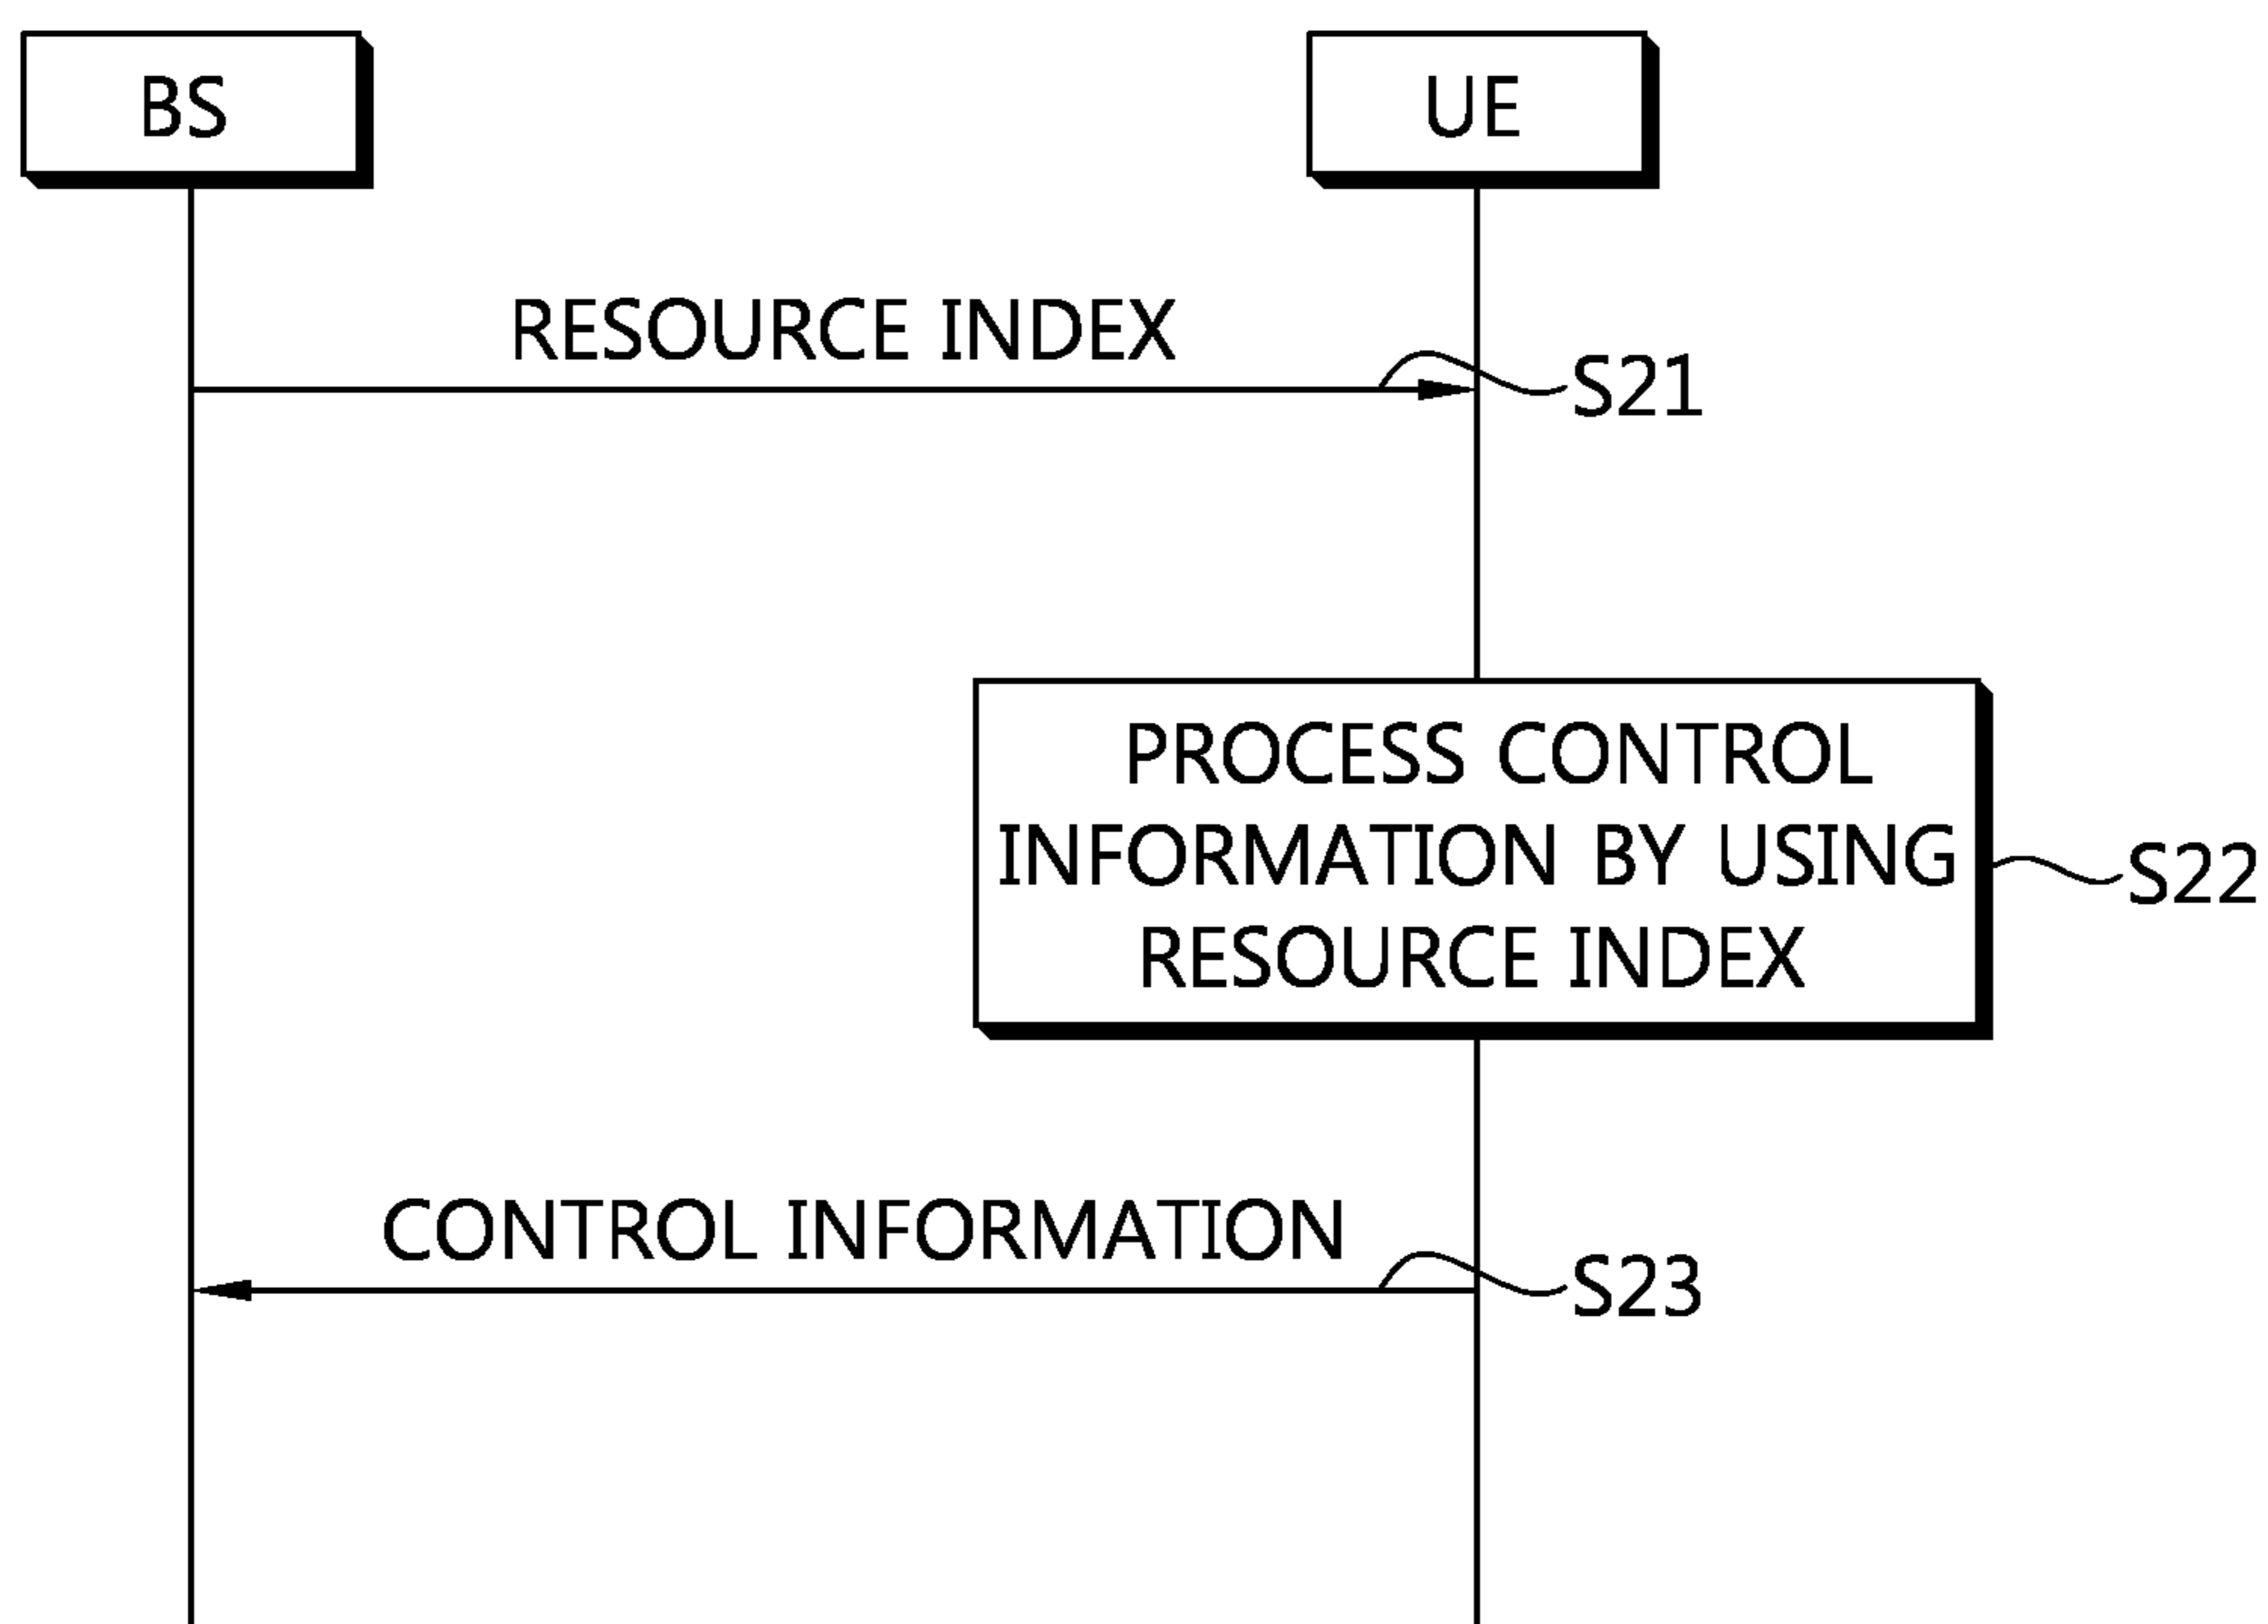 BS
UE
RESOURCE INDEX
S21
PROCESS CONTROL
INFORMATION BY USING
RESOURCE INDEX
S22
CONTROL INFORMATION
S23